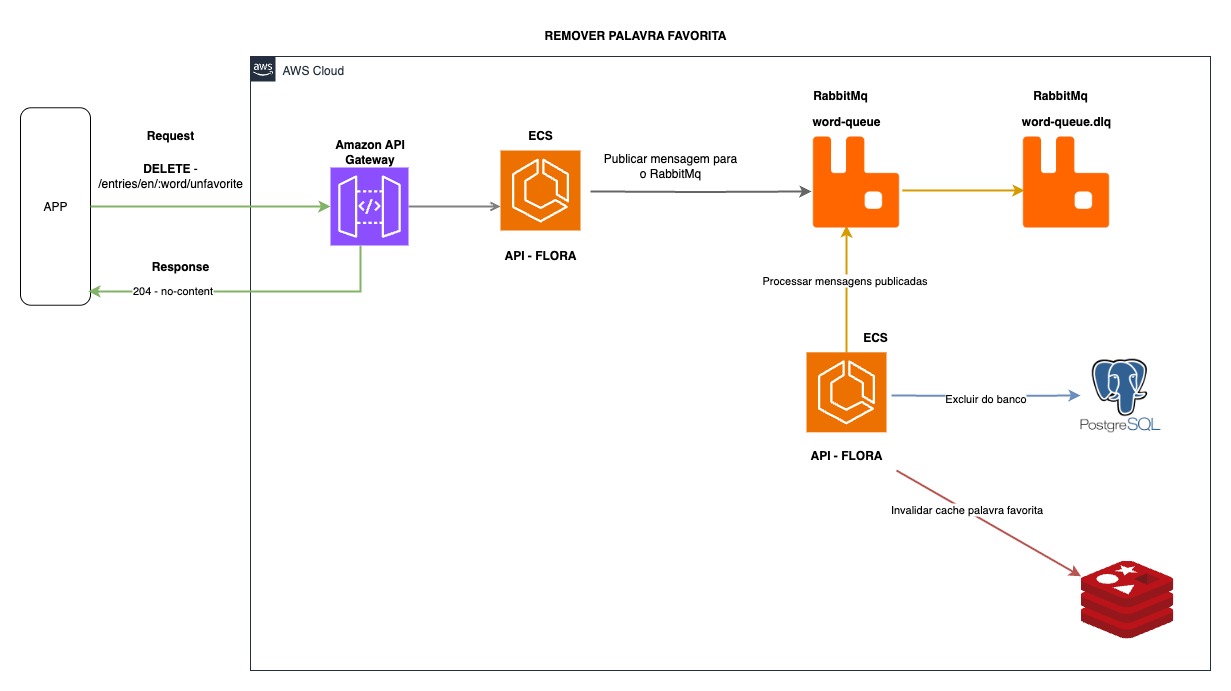 REMOVER PALAVRA FAVORITA
aws
AWS Cloud
APP
Request
DELETE -
/entries/en/:word/unfavorite
Response
204 - no-content
Amazon API
Gateway
</>
ECS
API - FLORA
Publicar mensagem para
o RabbitMq
RabbitMq
word-queue
RabbitMq
word-queue.dlq
Processar mensagens publicadas
ECS
API - FLORA
Excluir do banco
PostgreSQL
Invalidar cache palavra favorita